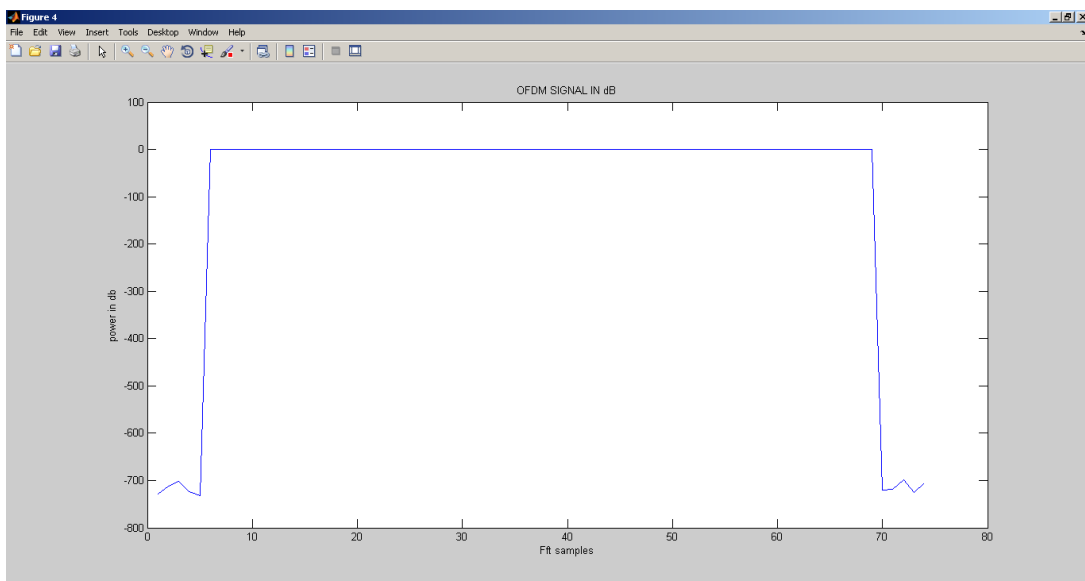 Figure 4
File Edit View Insert Tools Desktop Window Help
OFDM SIGNAL IN dB
100
0
-100
-200
-300
-400
-500
-600
-700
-800
power in db
0 10 20 30 40 50 60 70 80
Fft samples